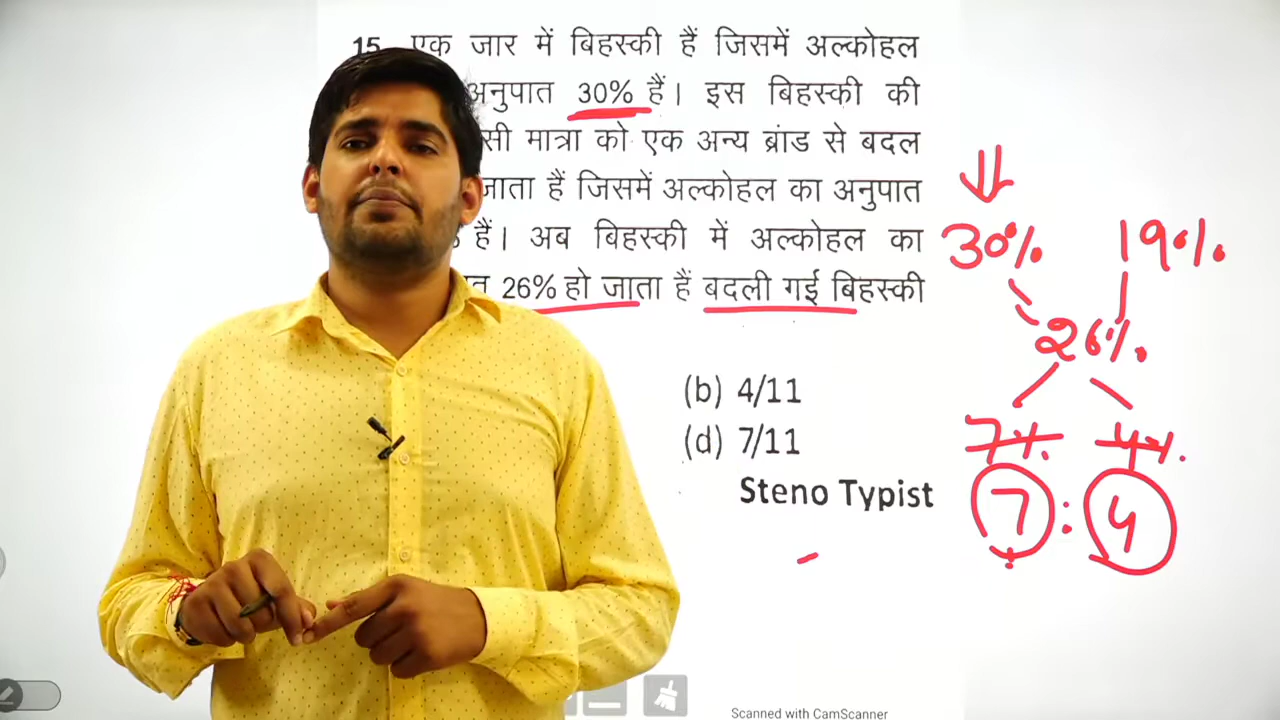 15. एक जार में बिहस्की हैं जिसमें अल्कोहल
अनुपात 30% हैं। इस बिहस्की की
सी मात्रा को एक अन्य ब्रांड से बदल
जाता हैं जिसमें अल्कोहल का अनुपात
हैं। अब बिहस्की में अल्कोहल का
26% हो जाता हैं बदली गई बिहस्की
(b) 4/11
(d) 7/11
Steno Typist
30% 19%
26%
7% 4%
7 : 4
Scanned with CamScanner